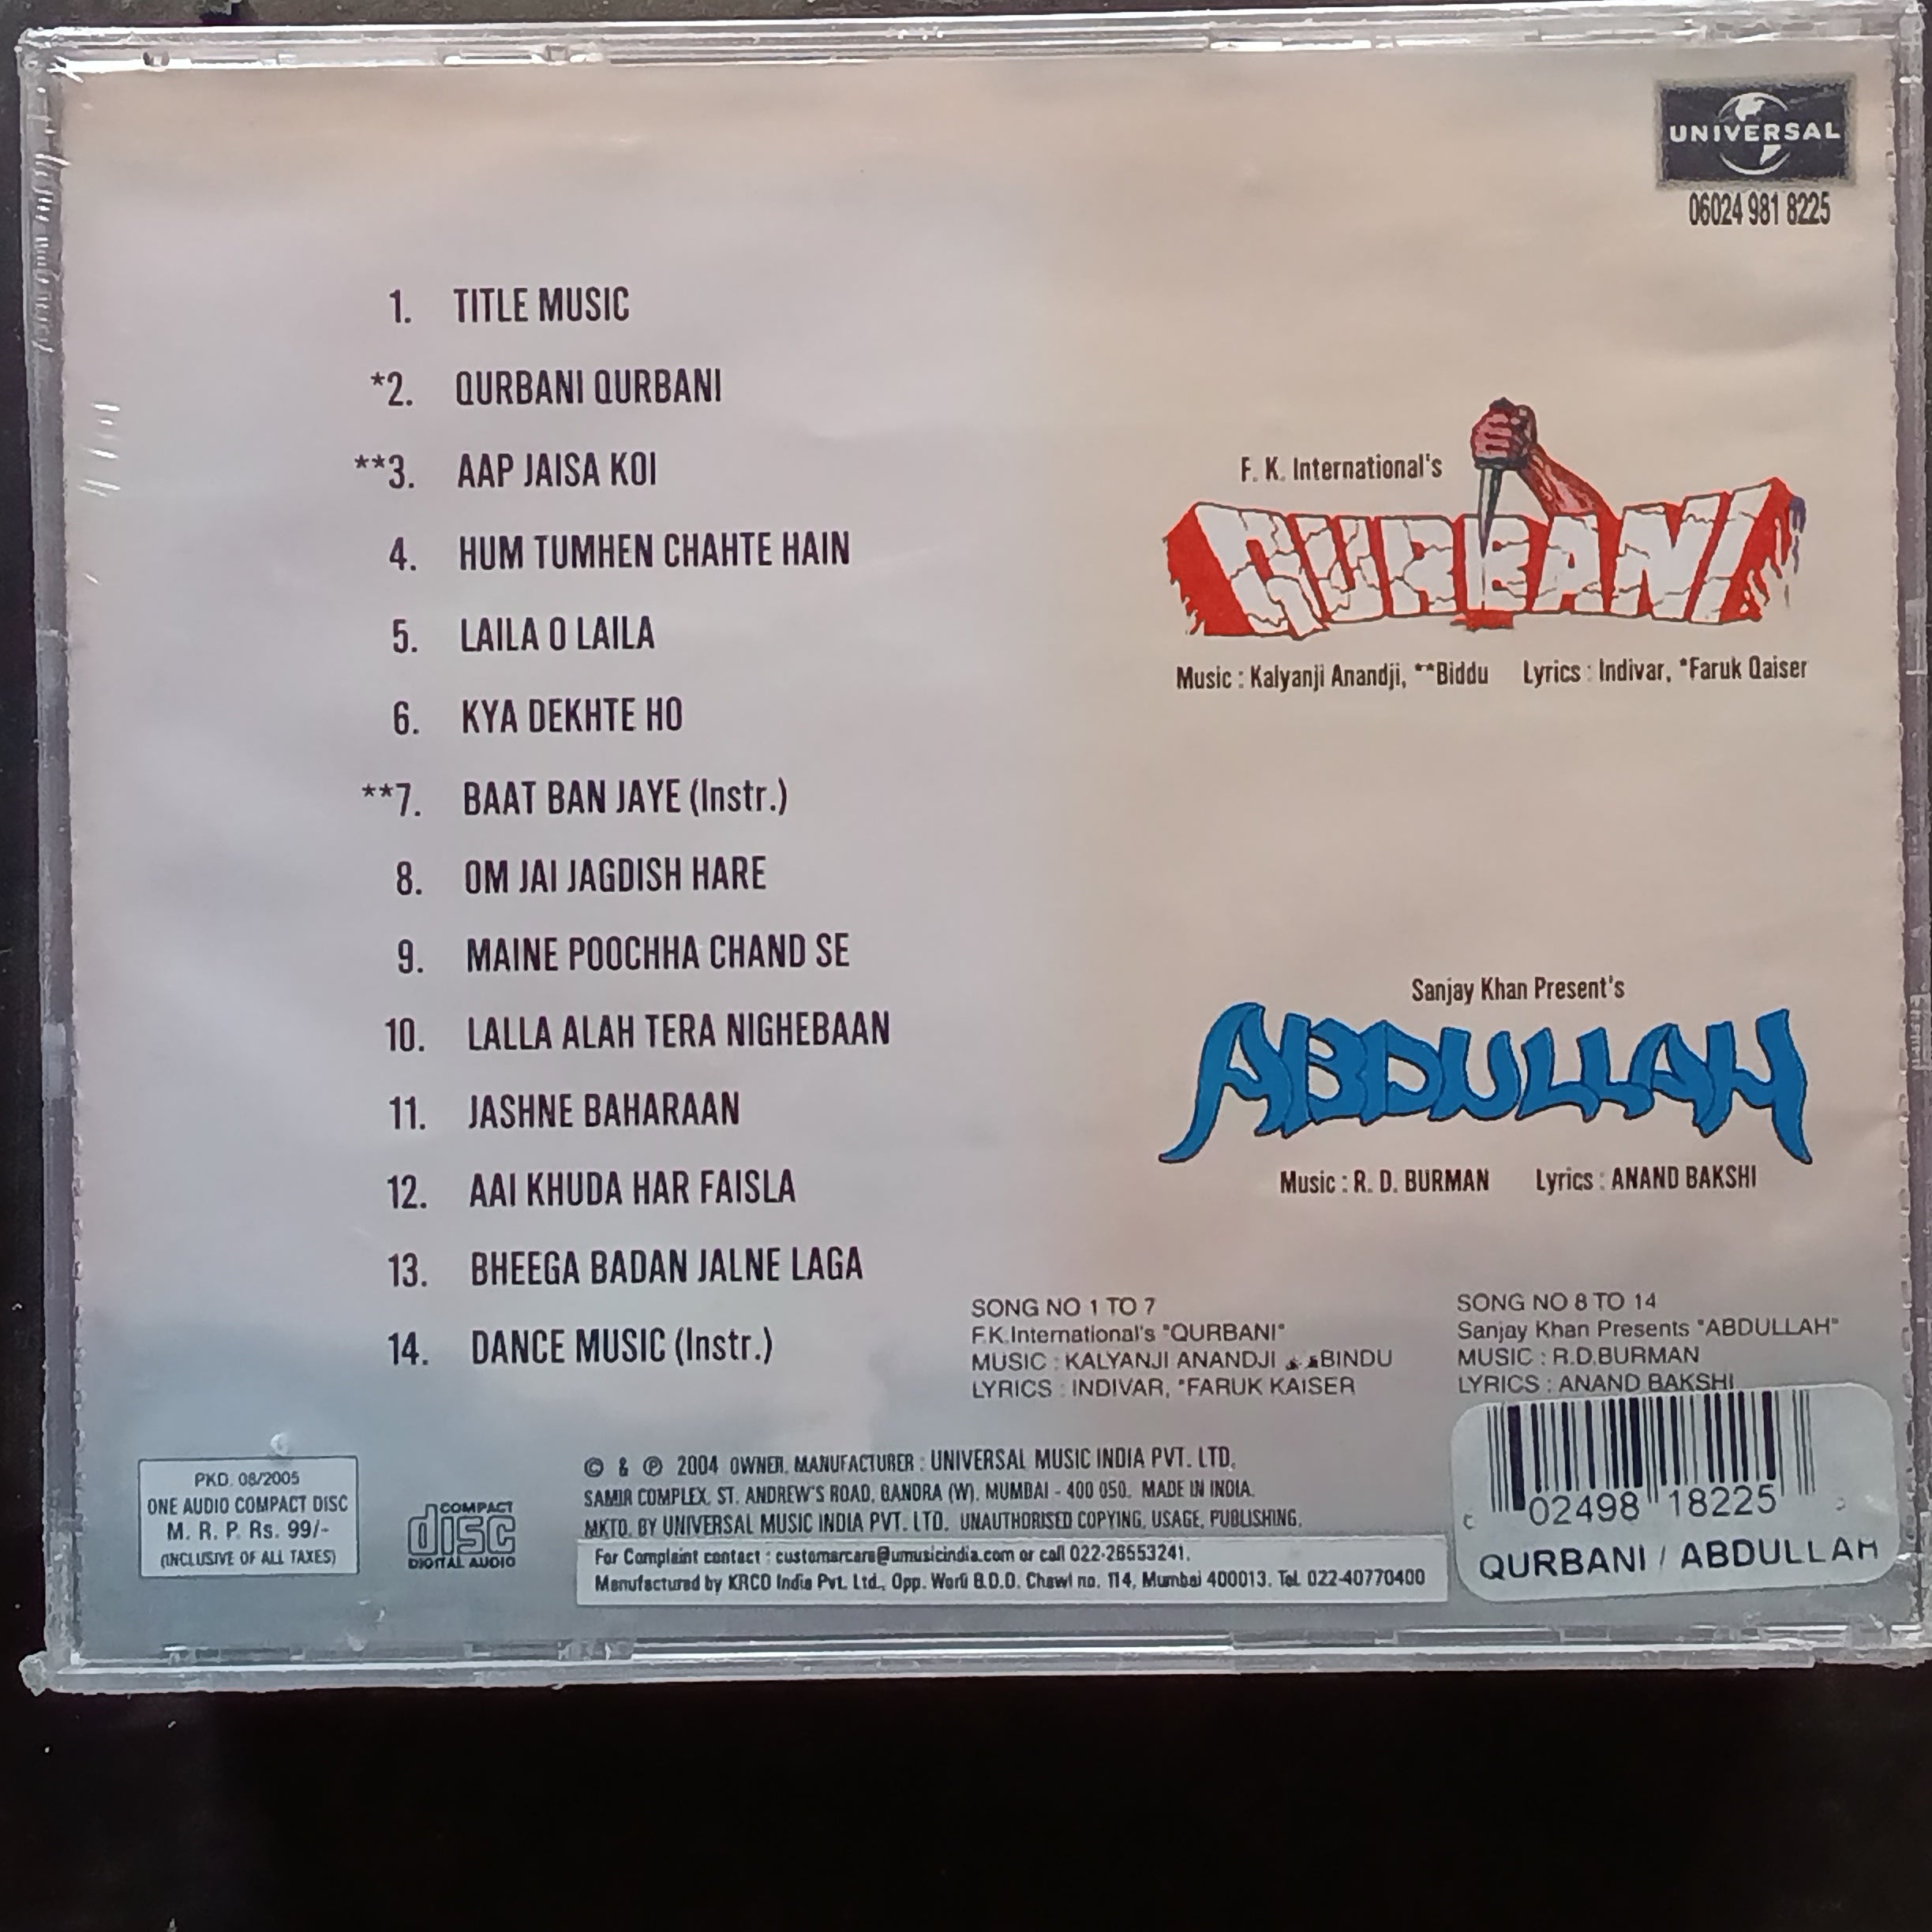 UNIVERSAL
06024 981 8225
1. TITLE MUSIC
*2. QURBANI QURBANI
**3. AAP JAISA KOI
4. HUM TUMHEN CHAHTE HAIN
5. LAILA O LAILA
6. KYA DEKHTE HO
**7. BAAT BAN JAYE (Instr.)
8. OM JAI JAGDISH HARE
9. MAINE POOCHHA CHAND SE
10. LALLA ALAH TERA NIGHEBAAN
11. JASHNE BAHARAAN
12. AAI KHUDA HAR FAISLA
13. BHEEGA BADAN JALNE LAGA
14. DANCE MUSIC (Instr.)
F. K. International's
QURBANI
Music : Kalyanji Anandji, **Biddu Lyrics : Indivar, *Faruk Qaiser
Sanjay Khan Present's
ABDULLAH
Music : R. D. BURMAN Lyrics : ANAND BAKSHI
SONG NO 1 TO 7
F.K.International's "QURBANI"
MUSIC : KALYANJI ANANDJI **BINDU
LYRICS : INDIVAR, *FARUK KAISER
SONG NO 8 TO 14
Sanjay Khan Presents "ABDULLAH"
MUSIC : R.D.BURMAN
LYRICS : ANAND BAKSHI
PKD. 08/2005
ONE AUDIO COMPACT DISC
M. R. P. Rs. 99/-
(INCLUSIVE OF ALL TAXES)
COMPACT
disc
DIGITAL AUDIO
© & ℗ 2004 OWNER, MANUFACTURER : UNIVERSAL MUSIC INDIA PVT. LTD.
SAMIR COMPLEX, ST. ANDREW'S ROAD, BANDRA (W). MUMBAI - 400 050. MADE IN INDIA.
MKTD. BY UNIVERSAL MUSIC INDIA PVT. LTD. UNAUTHORISED COPYING, USAGE, PUBLISHING,
For Complaint contact : customarcare@umusicindia.com or call 022-26553241.
Manufactured by KRCD India Pvt. Ltd., Opp. Worli B.D.D. Chawl no. 114, Mumbai 400013. Tel. 022-40770400
02498 18225
QURBANI / ABDULLAH